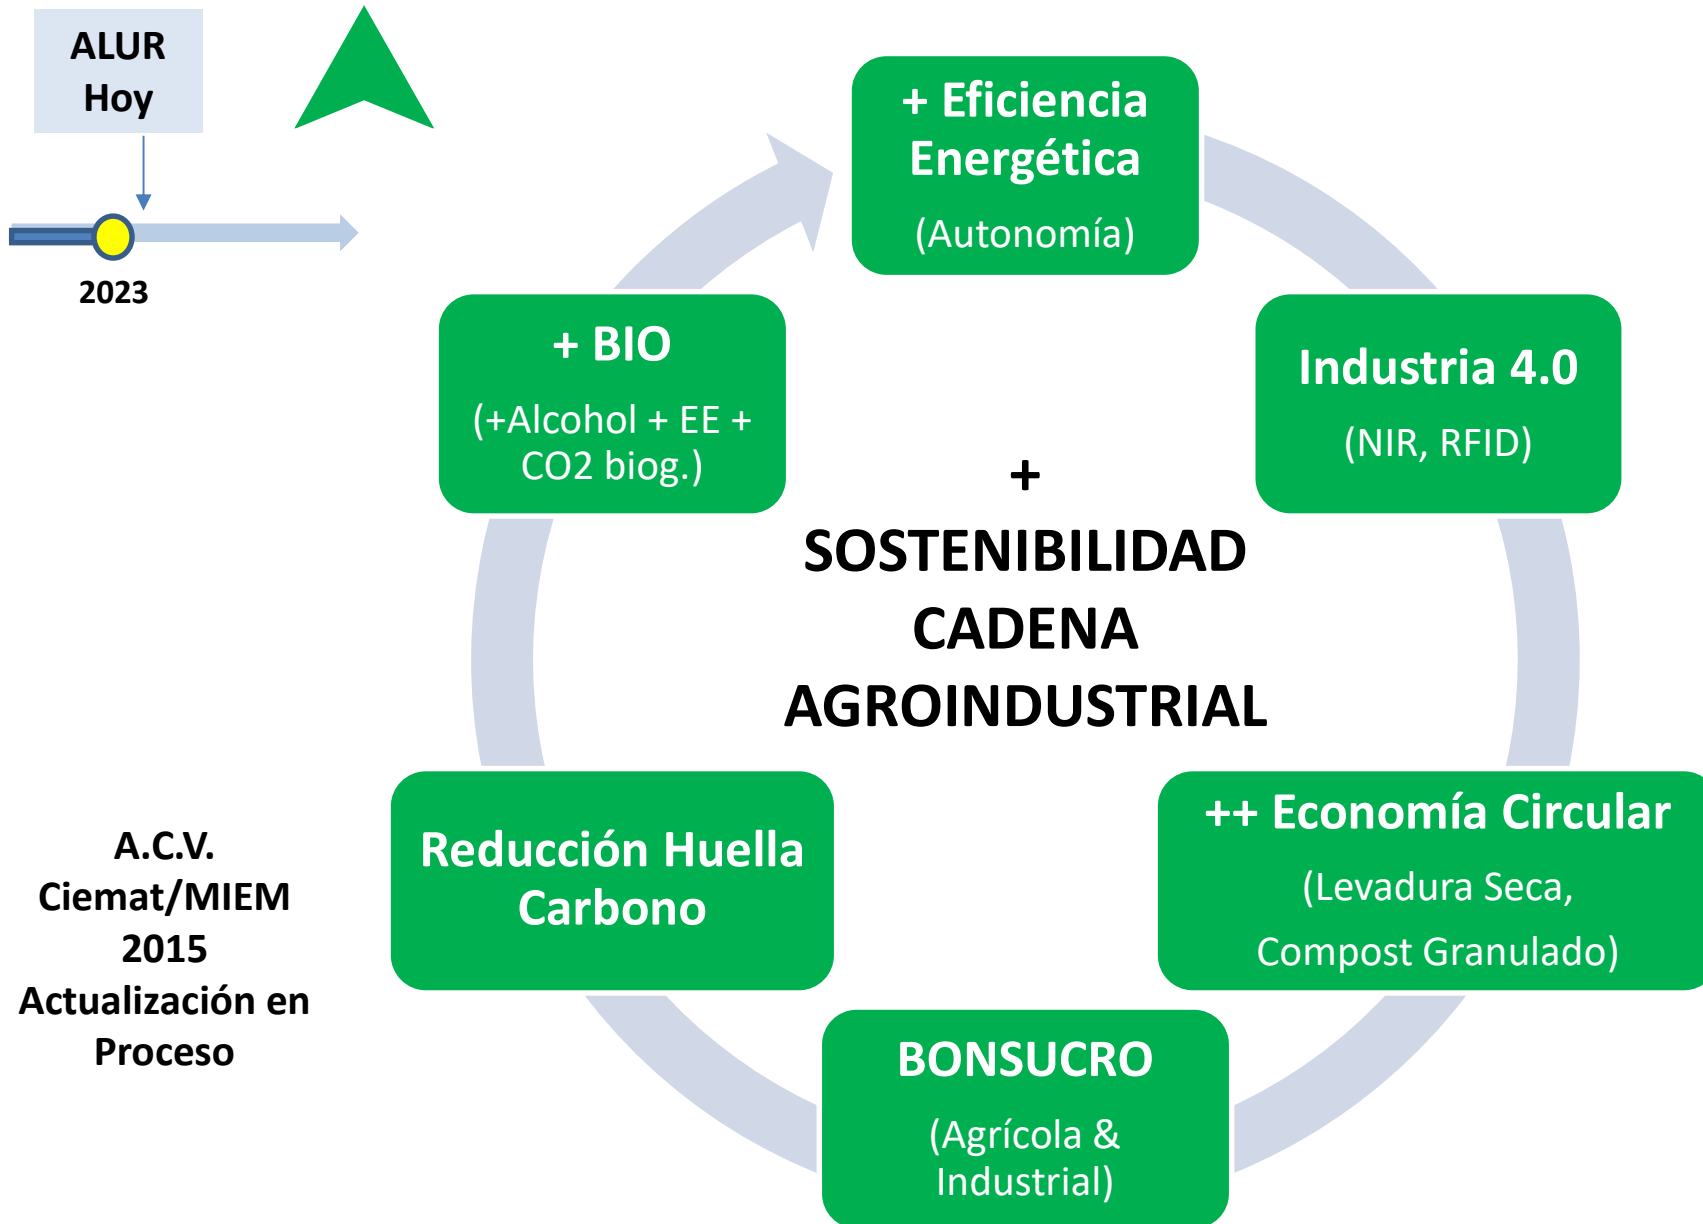 ALUR
Hoy
2023
+ Eficiencia
Energética
(Autonomía)
Industria 4.0
(NIR, RFID)
++ Economía Circular
(Levadura Seca,
Compost Granulado)
BONSUCRO
(Agrícola &
Industrial)
Reducción Huella
Carbono
+ BIO
(+Alcohol + EE +
CO2 biog.)
+
SOSTENIBILIDAD
CADENA
AGROINDUSTRIAL
A.C.V.
Ciemat/MIEM
2015
Actualización en
Proceso